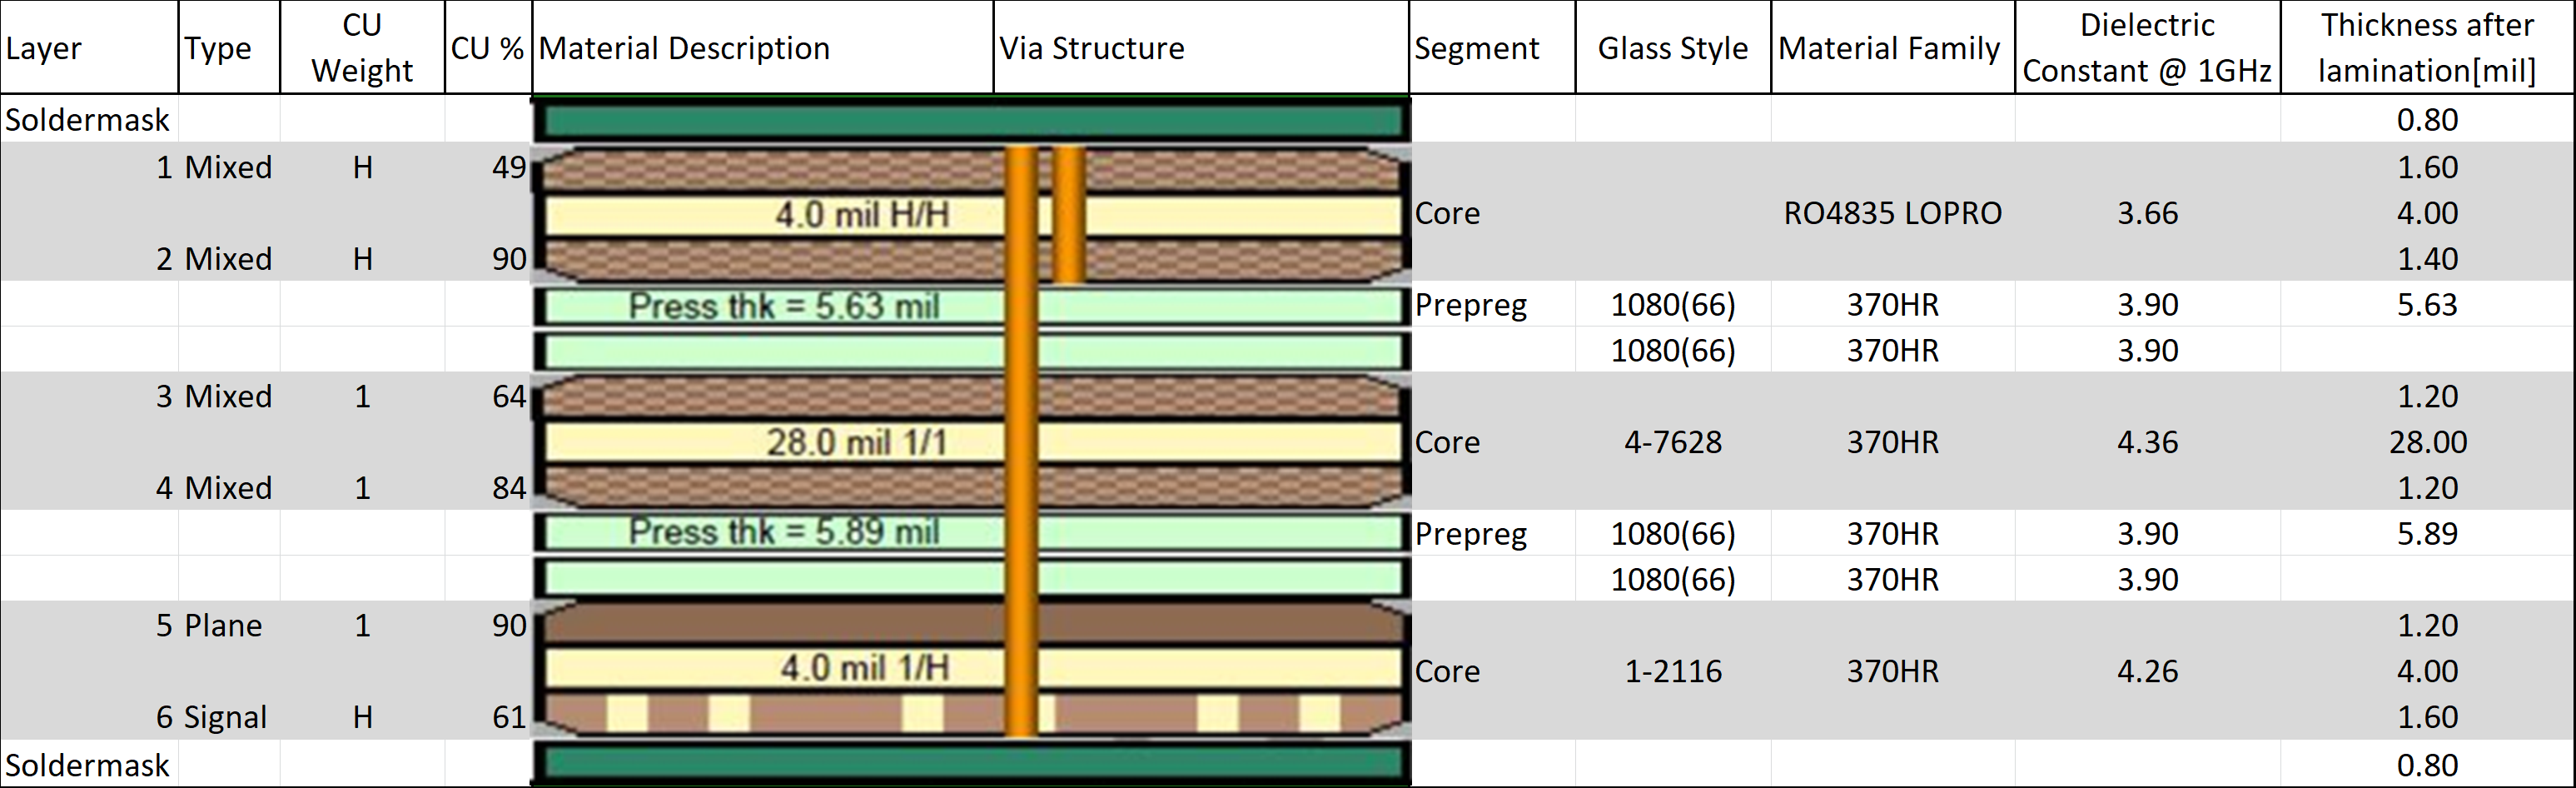 Layer Type CU Weight CU % Material Description Via Structure Segment Glass Style Material Family Dielectric Constant @ 1GHz Thickness after lamination[mil]
Soldermask 0.80
1 Mixed H 49 1.60
4.0 mil H/H Core RO4835 LOPRO 3.66 4.00
2 Mixed H 90 1.40
Press thk = 5.63 mil Prepreg 1080(66) 370HR 3.90 5.63
1080(66) 370HR 3.90
3 Mixed 1 64 1.20
28.0 mil 1/1 Core 4-7628 370HR 4.36 28.00
4 Mixed 1 84 1.20
Press thk = 5.89 mil Prepreg 1080(66) 370HR 3.90 5.89
1080(66) 370HR 3.90
5 Plane 1 90 1.20
4.0 mil 1/H Core 1-2116 370HR 4.26 4.00
6 Signal H 61 1.60
Soldermask 0.80